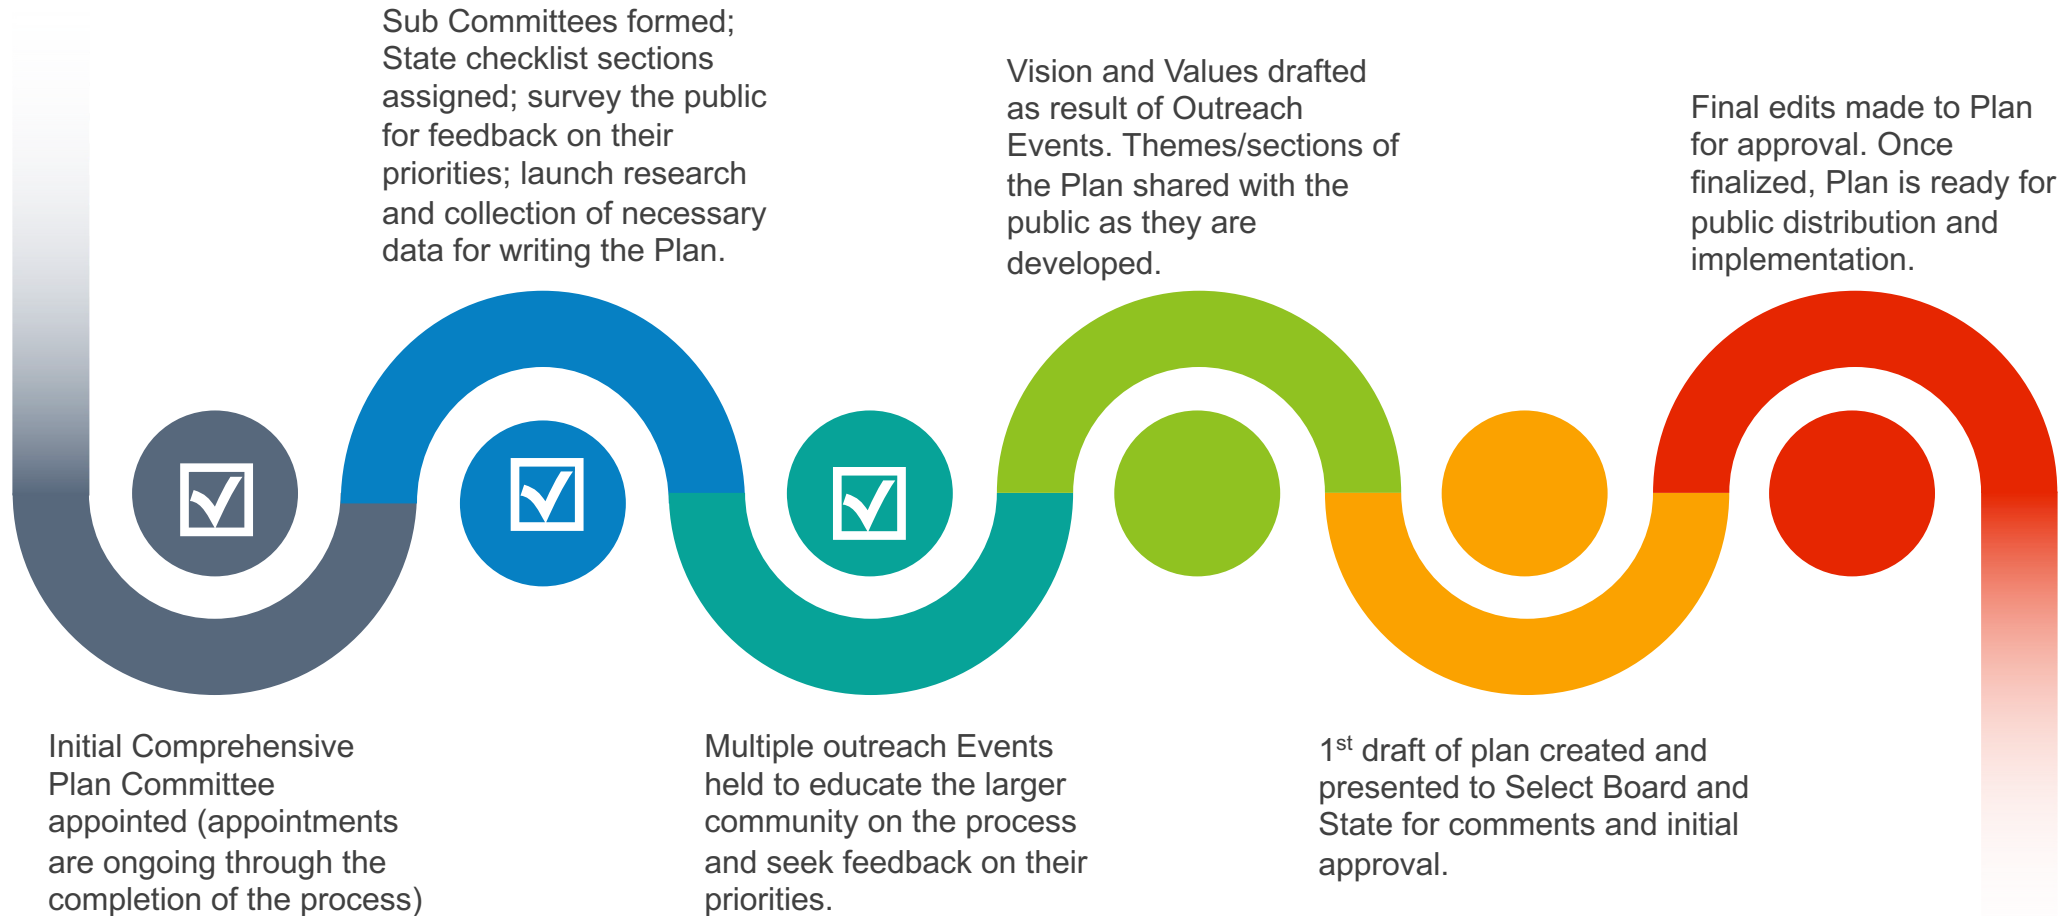 Initial Comprehensive
Plan Committee
appointed (appointments
are ongoing through the
completion of the process)
Sub Committees formed;
State checklist sections
assigned; survey the public
for feedback on their
priorities; launch research
and collection of necessary
data for writing the Plan.
Multiple outreach Events
held to educate the larger
community on the process
and seek feedback on their
priorities.
Vision and Values drafted
as result of Outreach
Events. Themes/sections of
the Plan shared with the
public as they are
developed.
1st draft of plan created and
presented to Select Board and
State for comments and initial
approval.
Final edits made to Plan
for approval. Once
finalized, Plan is ready for
public distribution and
implementation.